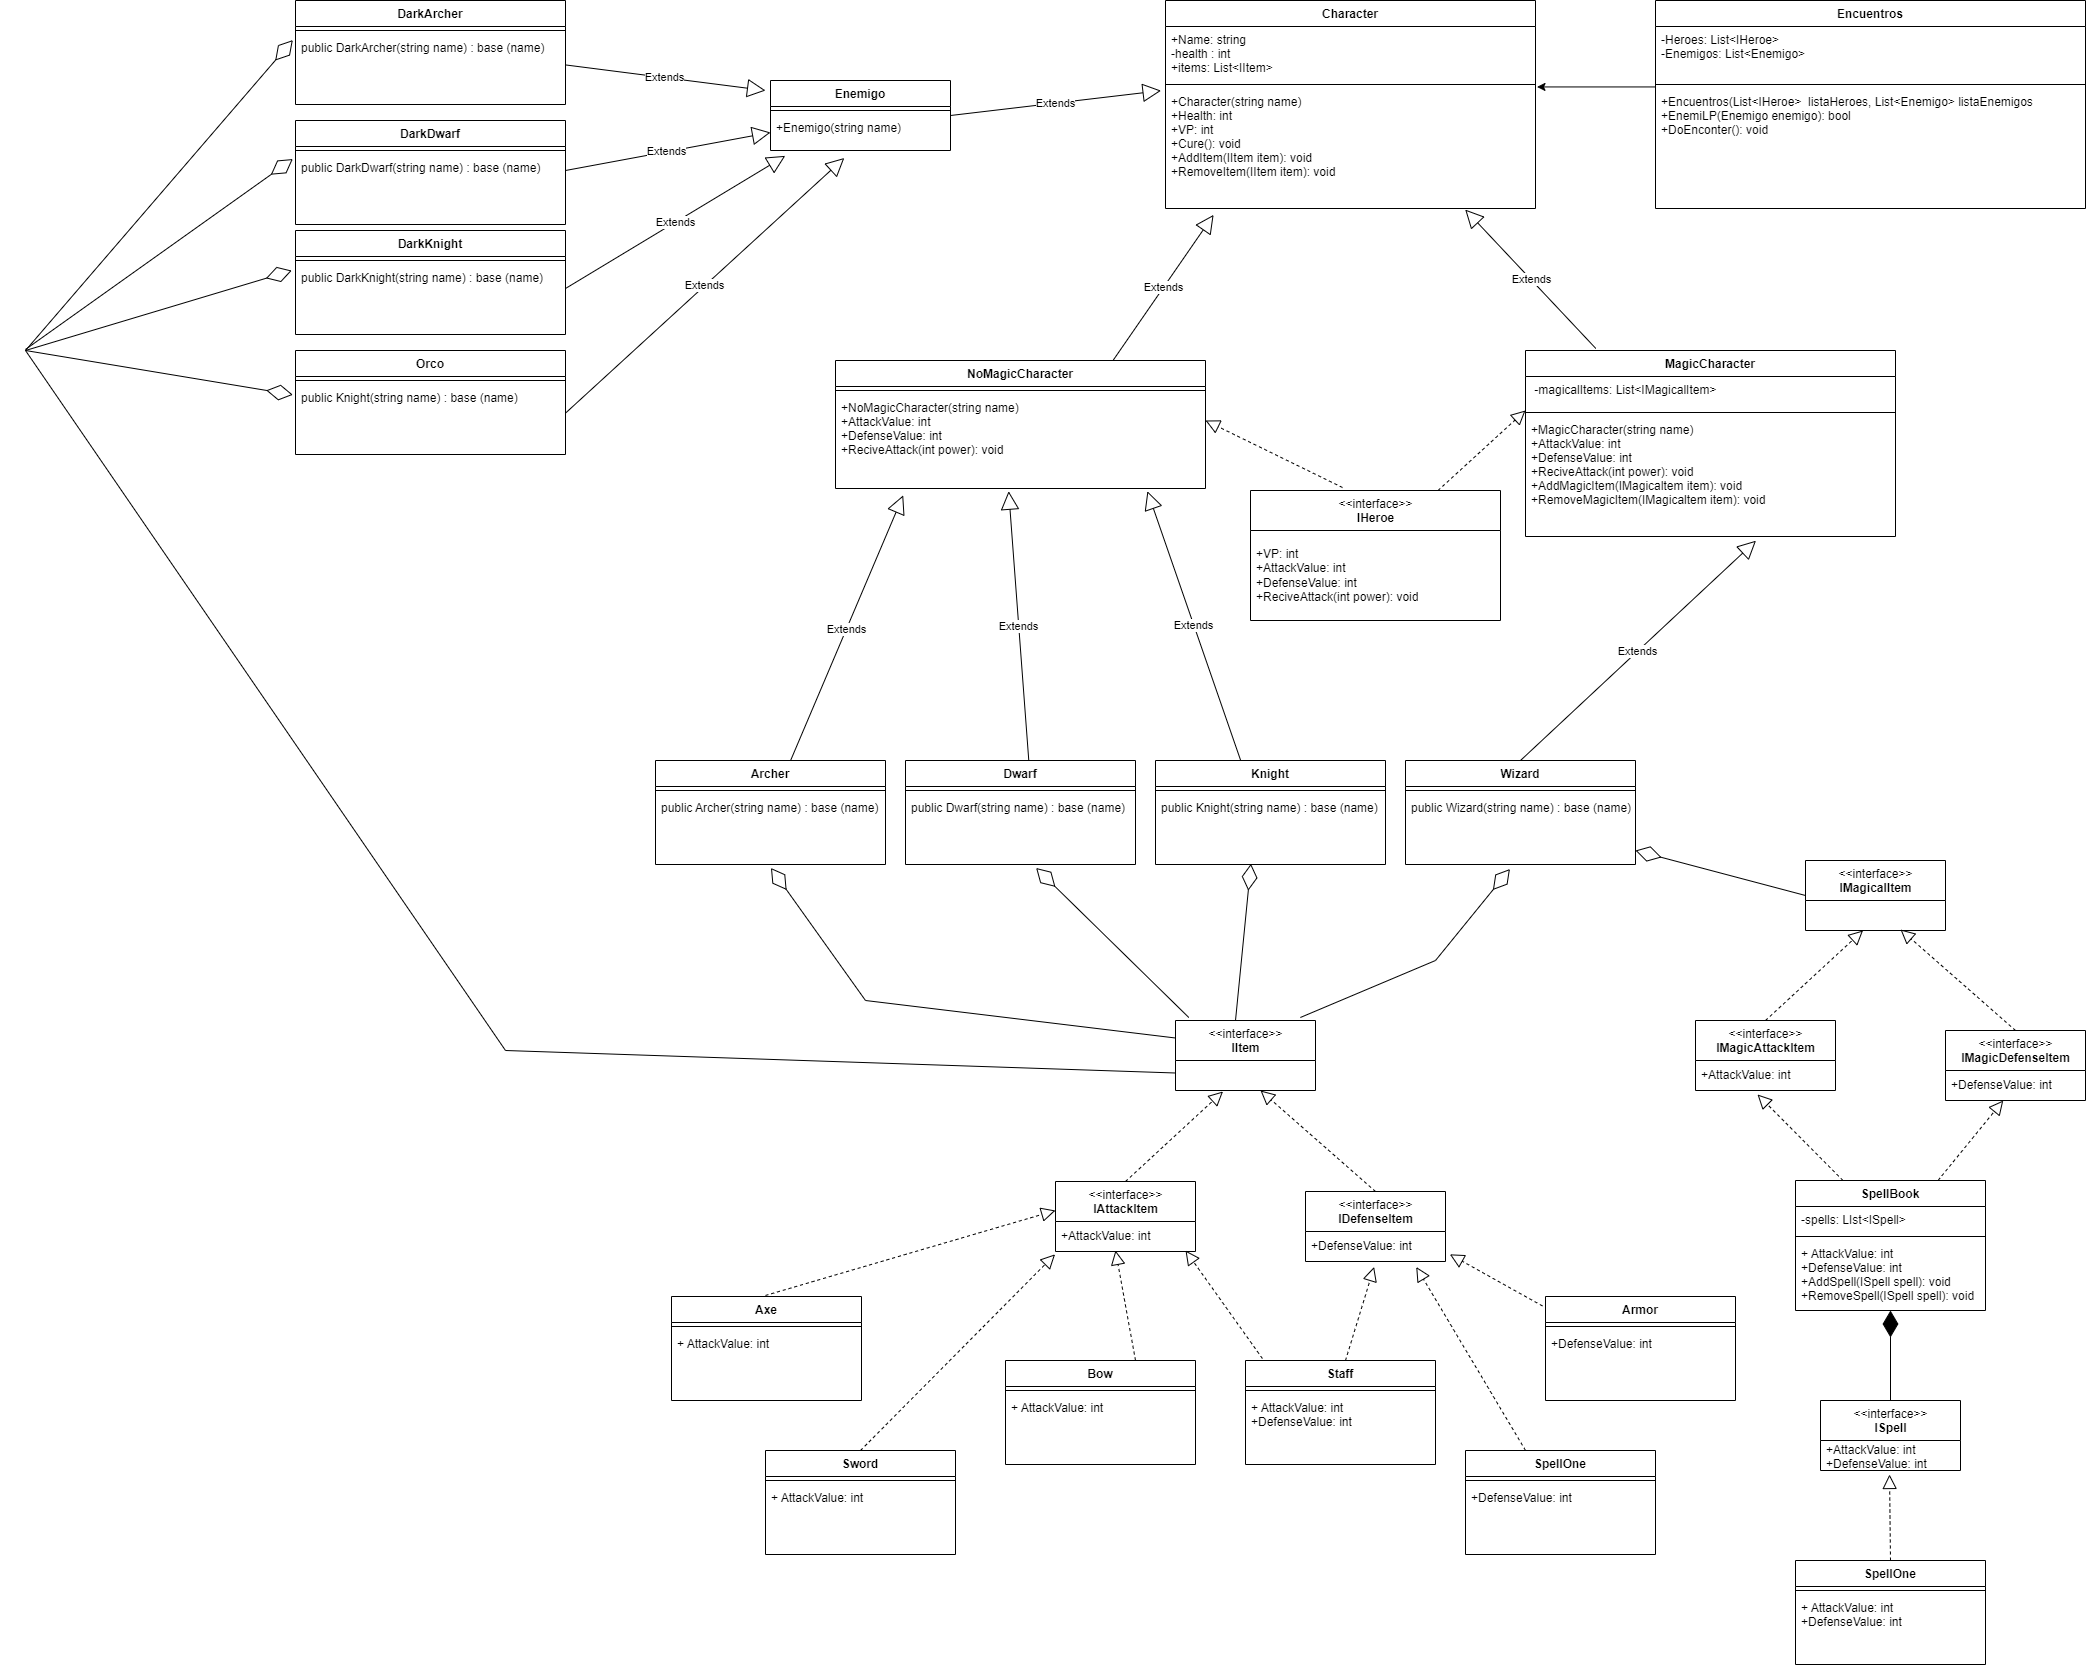 DarkArcher
public DarkArcher(string name) : base (name)
DarkDwarf
public DarkDwarf(string name) : base (name)
DarkKnight
public DarkKnight(string name) : base (name)
Orco
public Knight(string name) : base (name)
Extends
Extends
Extends
Extends
Enemigo
+Enemigo(string name)
Extends
Character
+Name: string
-health : int
+items: List<IItem>
+Character(string name)
+Health: int
+VP: int
+Cure(): void
+AddItem(IItem item): void
+RemoveItem(IItem item): void
Encuentros
-Heroes: List<IHeroe>
-Enemigos: List<Enemigo>
+Encuentros(List<IHeroe>  listaHeroes, List<Enemigo> listaEnemigos
+EnemiLP(Enemigo enemigo): bool
+DoEnconter(): void
Extends
Extends
NoMagicCharacter
+NoMagicCharacter(string name)
+AttackValue: int
+DefenseValue: int
+ReciveAttack(int power): void
MagicCharacter
-magicalItems: List<IMagicalItem>
+MagicCharacter(string name)
+AttackValue: int
+DefenseValue: int
+ReciveAttack(int power): void
+AddMagicItem(IMagicaltem item): void
+RemoveMagicItem(IMagicaltem item): void
<<interface>>
IHeroe
+VP: int
+AttackValue: int
+DefenseValue: int
+ReciveAttack(int power): void
Extends
Extends
Extends
Extends
Archer
public Archer(string name) : base (name)
Dwarf
public Dwarf(string name) : base (name)
Knight
public Knight(string name) : base (name)
Wizard
public Wizard(string name) : base (name)
<<interface>>
IMagicalItem
<<interface>>
IItem
<<interface>>
IMagicAttackItem
+AttackValue: int
<<interface>>
IMagicDefenseItem
+DefenseValue: int
<<interface>>
IAttackItem
+AttackValue: int
<<interface>>
IDefenseItem
+DefenseValue: int
SpellBook
-spells: LIst<ISpell>
+ AttackValue: int
+DefenseValue: int
+AddSpell(ISpell spell): void
+RemoveSpell(ISpell spell): void
Axe
+ AttackValue: int
Bow
+ AttackValue: int
Staff
+ AttackValue: int
+DefenseValue: int
Armor
+DefenseValue: int
Sword
+ AttackValue: int
SpellOne
+DefenseValue: int
<<interface>>
ISpell
+AttackValue: int
+DefenseValue: int
SpellOne
+ AttackValue: int
+DefenseValue: int